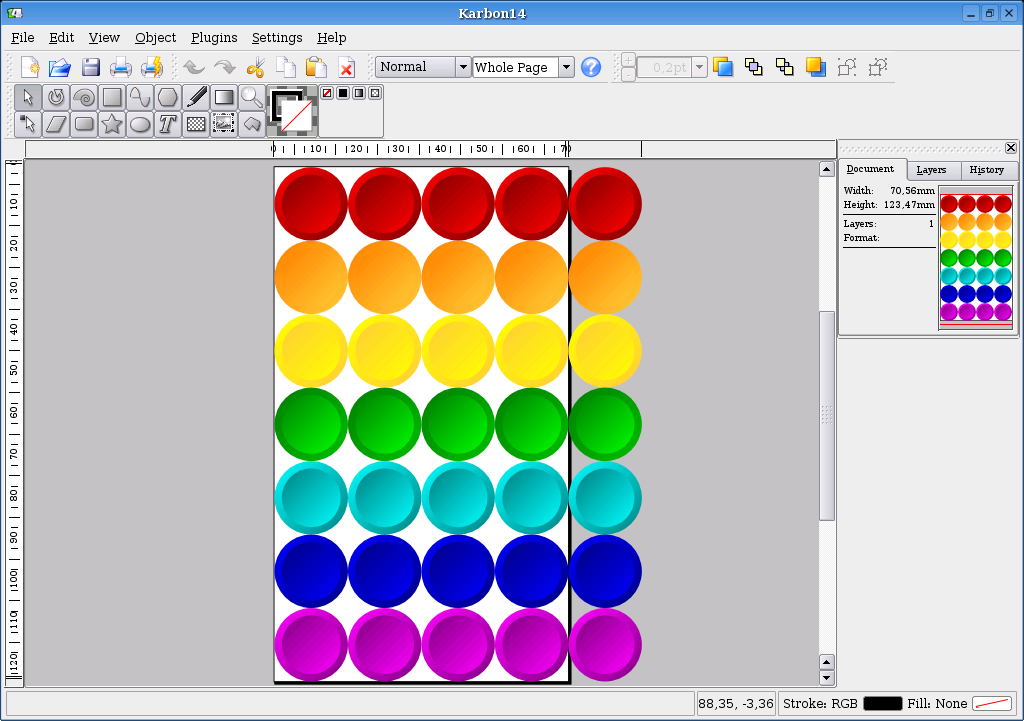 Karbon14
File Edit View Object Plugins Settings Help
Normal Whole Page 0,2pt
0 10 20 30 40 50 60 70
Document Layers History
Width: 70,56mm
Height: 123,47mm
Layers: 1
Format:
0
10
20
30
40
50
60
70
80
90
100
110
120
88,35, -3,36 Stroke: RGB Fill: None